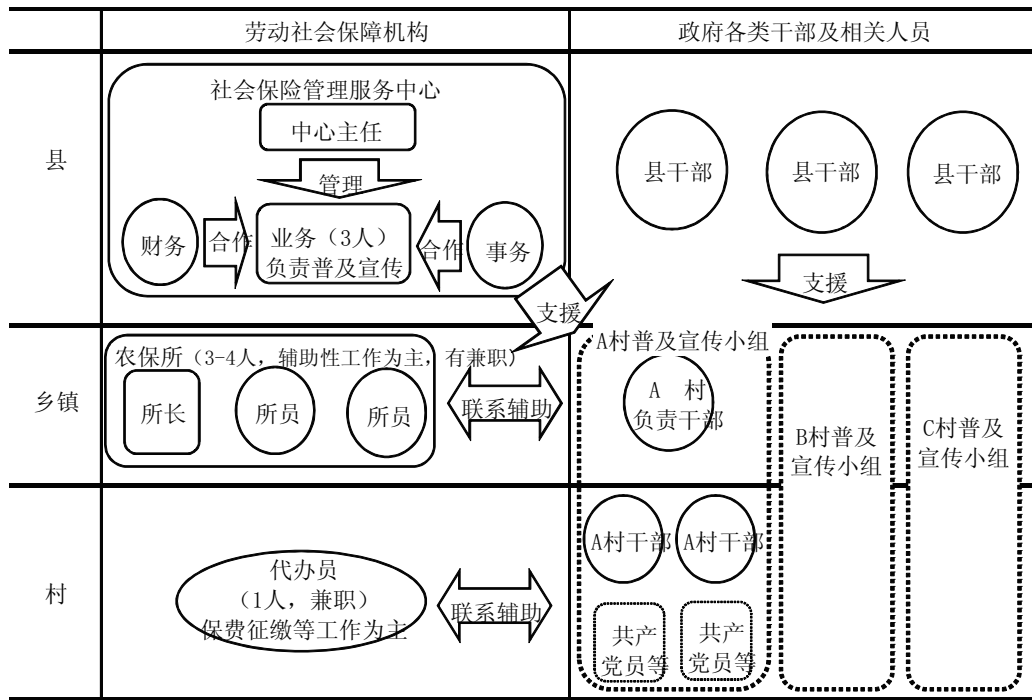 劳动社会保障机构
政府各类干部及相关人员
县
社会保险管理服务中心
中心主任
管理
财务
合作
业务（3人）
负责普及宣传
合作
事务
县干部
县干部
县干部
支援
支援
乡镇
农保所（3-4人，辅助性工作为主，有兼职）
所长
所员
所员
联系辅助
A村普及宣传小组
A 村
负责干部
B村普及
宣传小组
C村普及
宣传小组
村
代办员
（1人，兼职）
保费征缴等工作为主
联系辅助
A村干部
A村干部
共产
党员等
共产
党员等